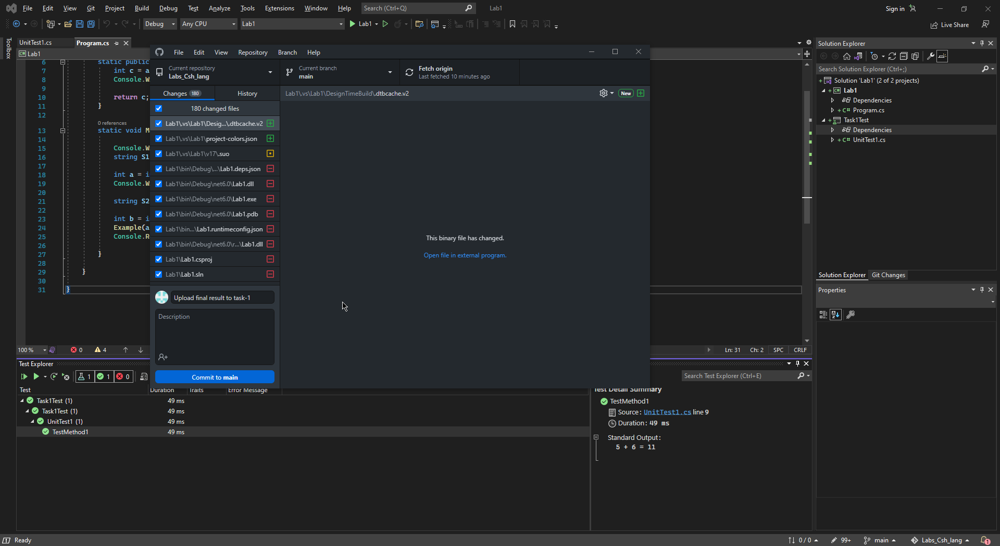 File Edit View Git Project Build Debug Test Analyze Tools Extensions Window Help Search (Ctrl+Q) Lab1 Sign in
Debug Any CPU Lab1 Lab1 Live Share
Toolbox
UnitTest1.cs Program.cs
C# Lab1
6 static public
7 int c = a
8 Console.W
9
10 return c;
11 }
12
0 references
13 static void M
14
15 Console.W
16 string S1
17
18 int a = i
19 Console.W
20
21 string S2
22
23 int b = i
24 Example(a
25 Console.R
26
27 }
28
29 }
30
31 }
100 % 0 4 Ln: 31 Ch: 2 SPC CRLF
File Edit View Repository Branch Help
Current repository
Labs_Csh_lang
Current branch
main
Fetch origin
Last fetched 10 minutes ago
Changes 180 History
Lab1\.vs\Lab1\DesignTimeBuild\.dtbcache.v2 New
180 changed files
Lab1\.vs\Lab1\Desig...\.dtbcache.v2
Lab1\.vs\Lab1\project-colors.json
Lab1\.vs\Lab1\v17\.suo
Lab1\bin\Debug\...\Lab1.deps.json
Lab1\bin\Debug\net6.0\Lab1.dll
Lab1\bin\Debug\net6.0\Lab1.exe
Lab1\bin\Debug\net6.0\Lab1.pdb
Lab1\bin...\Lab1.runtimeconfig.json
Lab1\bin\Debug\net6.0\r...\Lab1.dll
Lab1\Lab1.csproj
Lab1\Lab1.sln
Upload final result to task-1
Description
Commit to main
This binary file has changed.
Open file in external program.
Solution Explorer
Search Solution Explorer (Ctrl+;)
Solution 'Lab1' (2 of 2 projects)
C# Lab1
Dependencies
C# Program.cs
Task1Test
Dependencies
C# UnitTest1.cs
Solution Explorer Git Changes
Properties
Test Explorer
1 1 0 Search Test Explorer (Ctrl+E)
Test Duration Traits Error Message
Task1Test (1) 49 ms
Task1Test (1) 49 ms
UnitTest1 (1) 49 ms
TestMethod1 49 ms
Test Detail Summary
TestMethod1
Source: UnitTest1.cs line 9
Duration: 49 ms
Standard Output:
5 + 6 = 11
Ready 0 / 0 99+ main Labs_Csh_lang 1